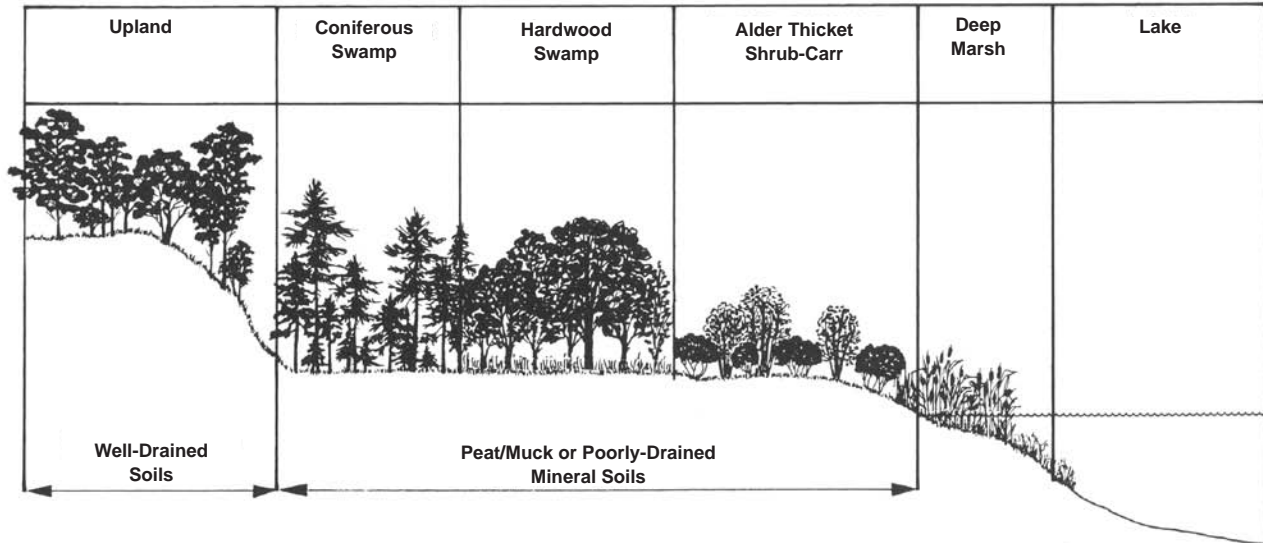 Upland
Coniferous
Swamp
Hardwood
Swamp
Alder Thicket
Shrub-Carr
Deep
Marsh
Lake
Well-Drained
Soils
Peat/Muck or Poorly-Drained
Mineral Soils